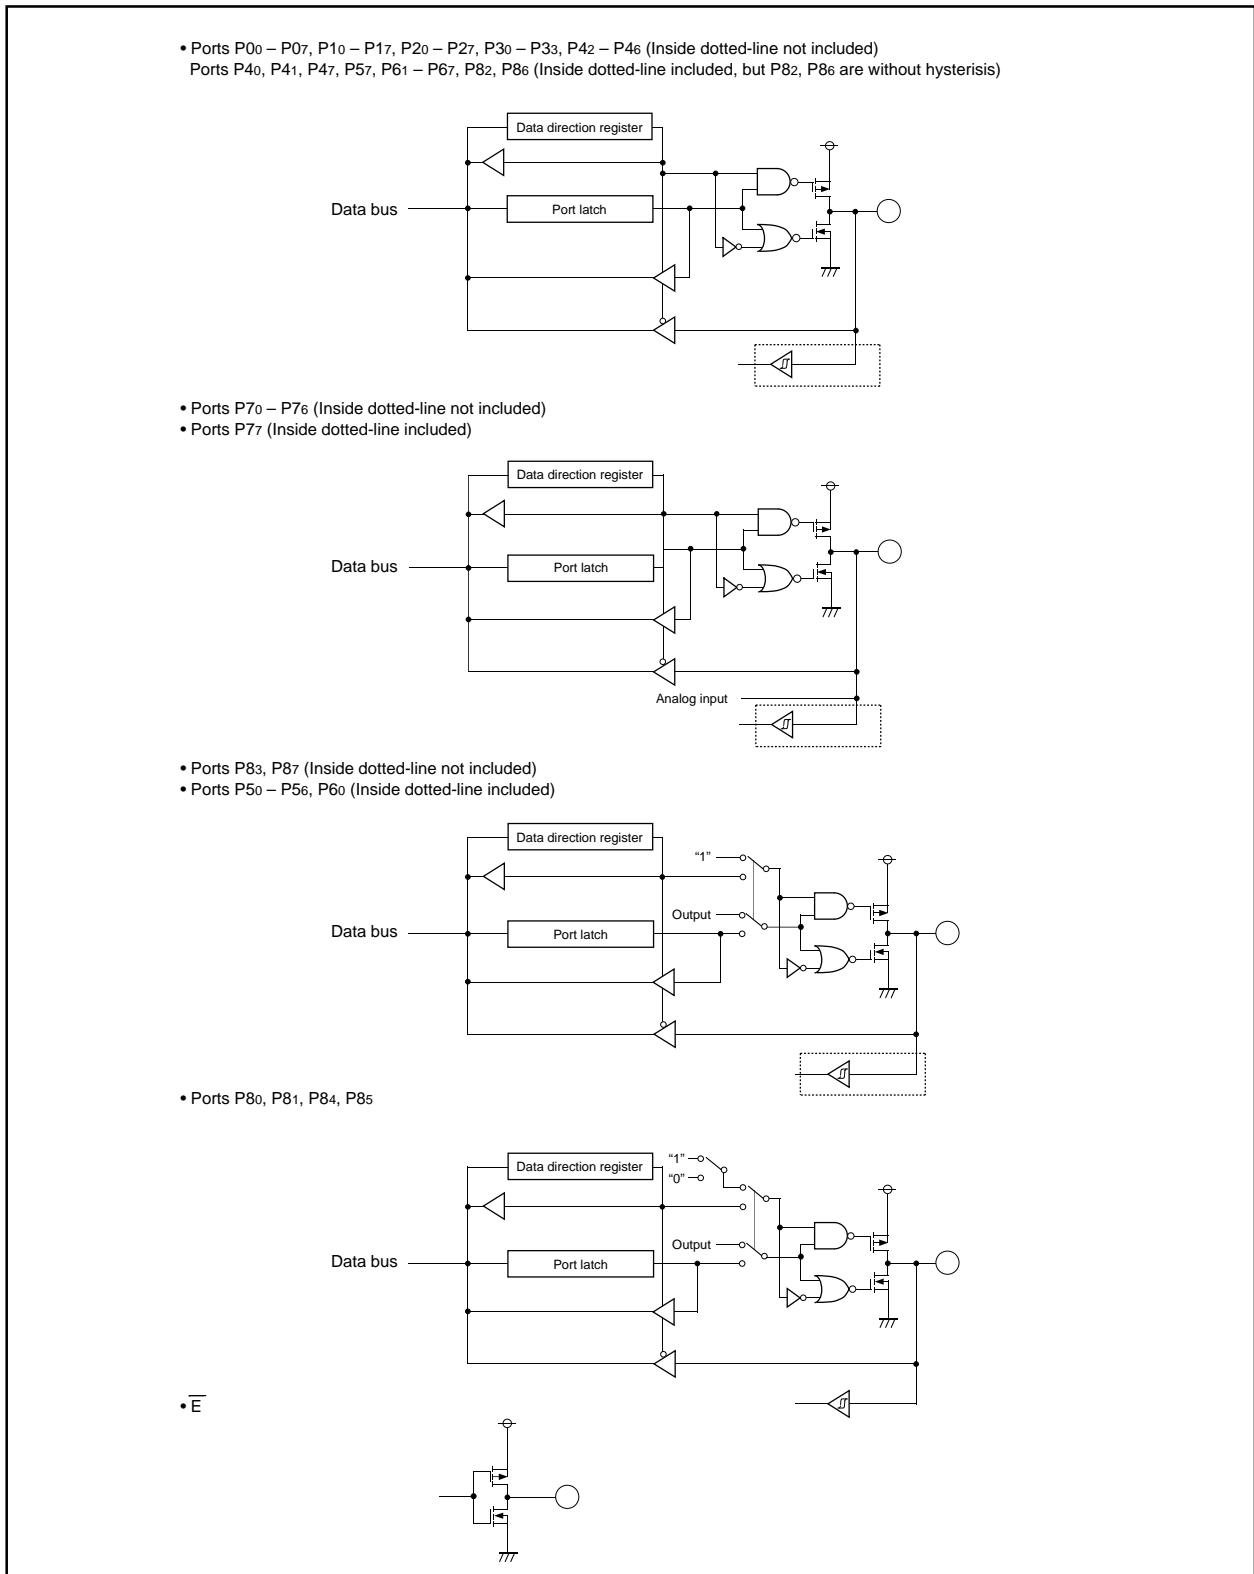 • Ports P00 – P07, P10 – P17, P20 – P27, P30 – P33, P42 – P46 (Inside dotted-line not included)
Ports P40, P41, P47, P57, P61 – P67, P82, P86 (Inside dotted-line included, but P82, P86 are without hysterisis)
Data direction register
Data bus
Port latch
• Ports P70 – P76 (Inside dotted-line not included)
• Ports P77 (Inside dotted-line included)
Data direction register
Data bus
Port latch
Analog input
• Ports P83, P87 (Inside dotted-line not included)
• Ports P50 – P56, P60 (Inside dotted-line included)
Data direction register
“1”
Output
Data bus
Port latch
• Ports P80, P81, P84, P85
“1”
Data direction register
“0”
Output
Data bus
Port latch
• E̅